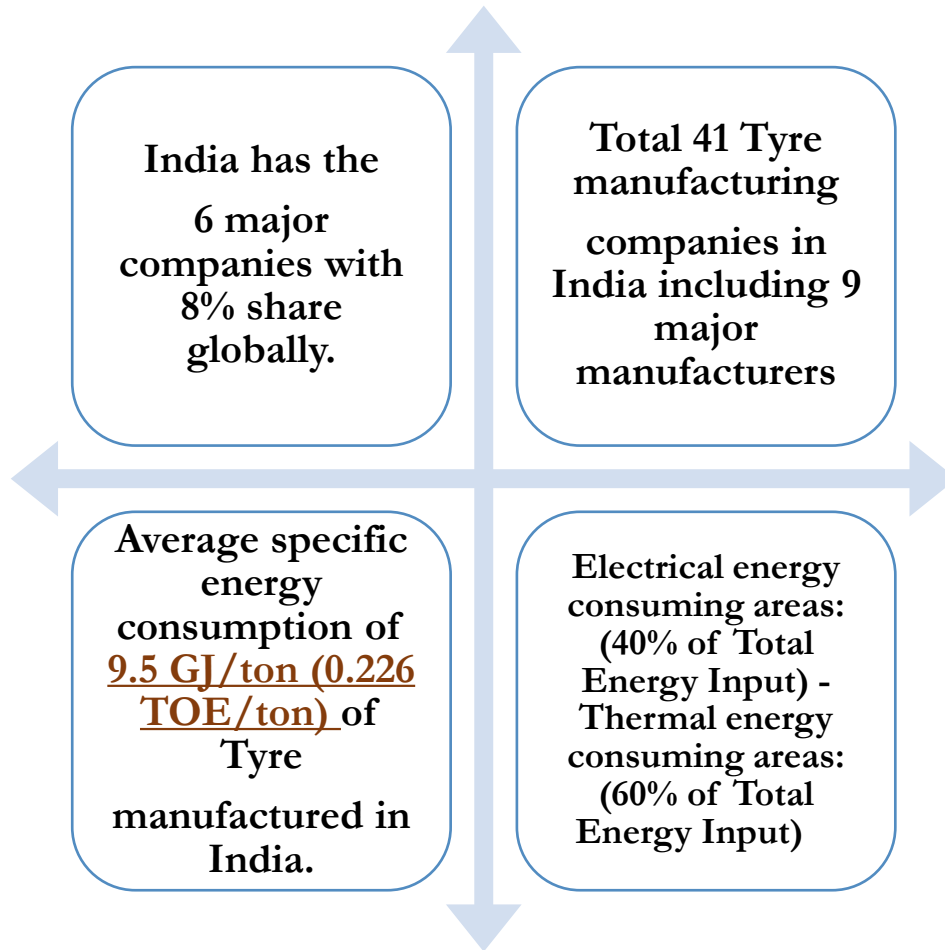 India has the
6 major
companies with
8% share
globally.
Total 41 Tyre
manufacturing
companies in
India including 9
major
manufacturers
Average specific
energy
consumption of
9.5 GJ/ton (0.226
TOE/ton) of
Tyre
manufactured in
India.
Electrical energy
consuming areas:
(40% of Total
Energy Input) -
Thermal energy
consuming areas:
(60% of Total
Energy Input)